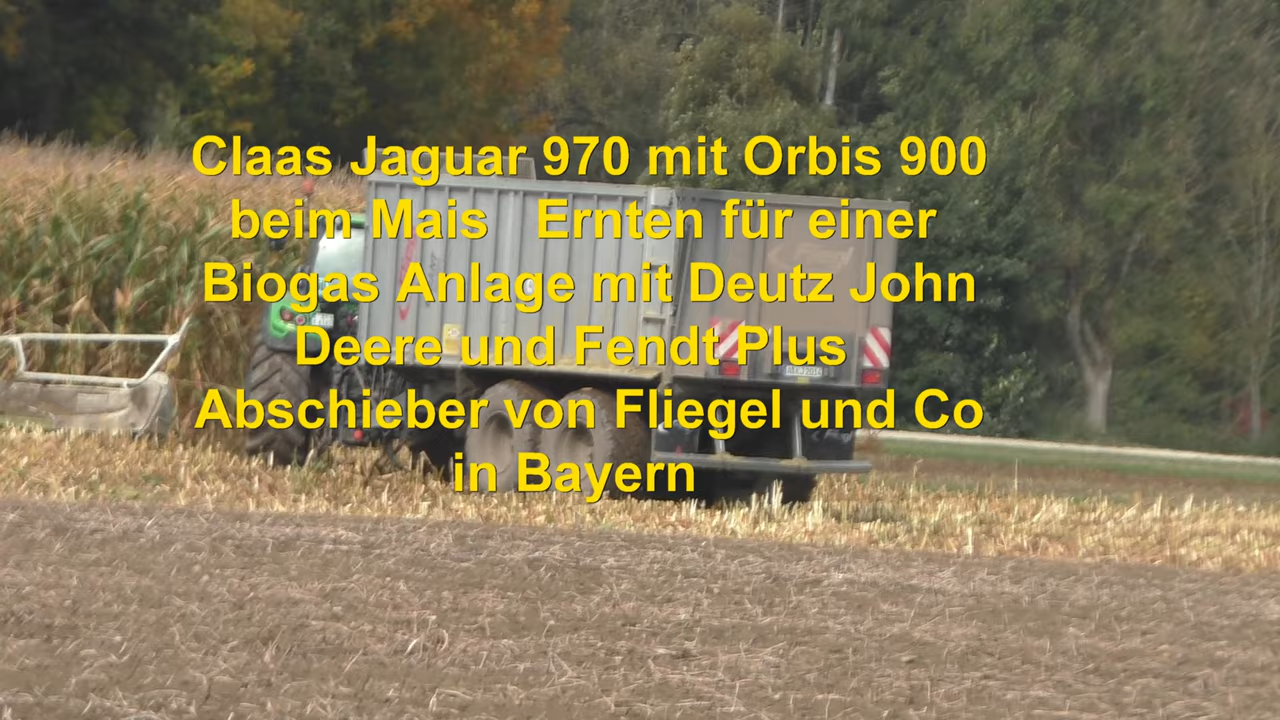 Claas Jaguar 970 mit Orbis 900
beim Mais Ernten für einer
Biogas Anlage mit Deutz John
Deere und Fendt Plus
Abschieber von Fliegel und Co
in Bayern